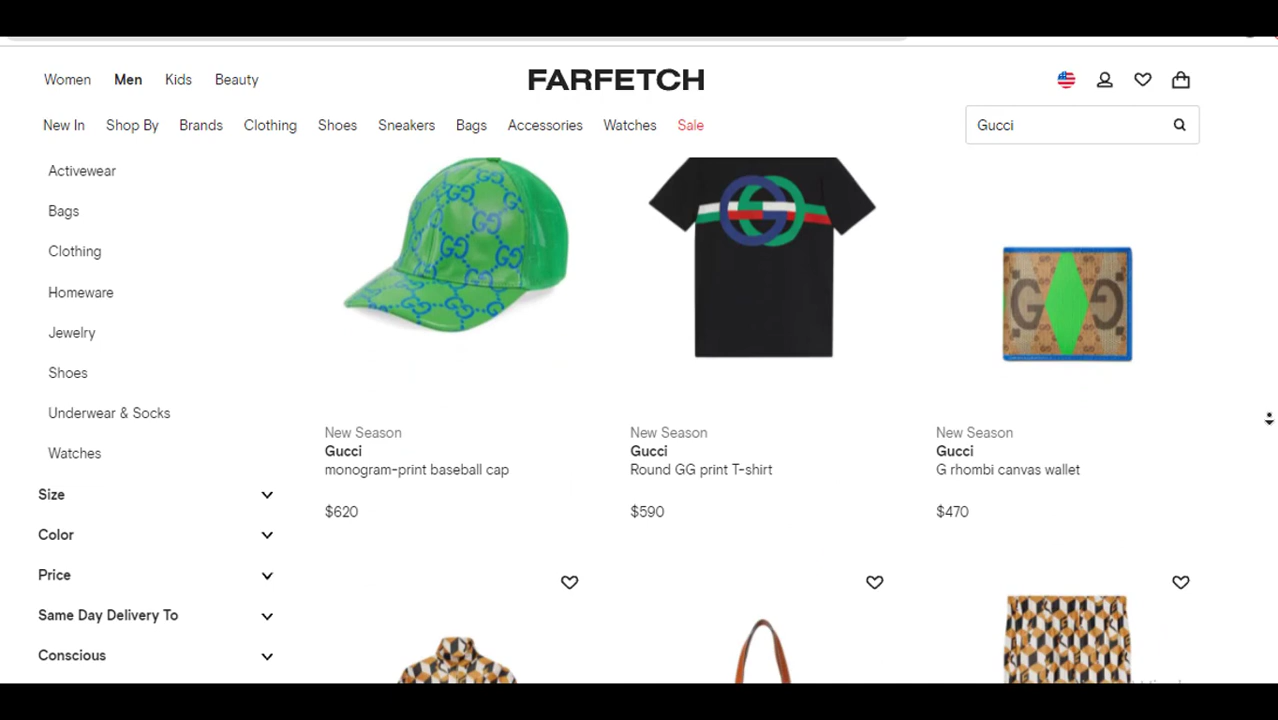 Women Men Kids Beauty
FARFETCH
New In Shop By Brands Clothing Shoes Sneakers Bags Accessories Watches Sale
Gucci
Activewear
Bags
Clothing
Homeware
Jewelry
Shoes
Underwear & Socks
Watches
Size
Color
Price
Same Day Delivery To
Conscious
New Season
Gucci
monogram-print baseball cap
$620
New Season
Gucci
Round GG print T-shirt
$590
New Season
Gucci
G rhombi canvas wallet
$470